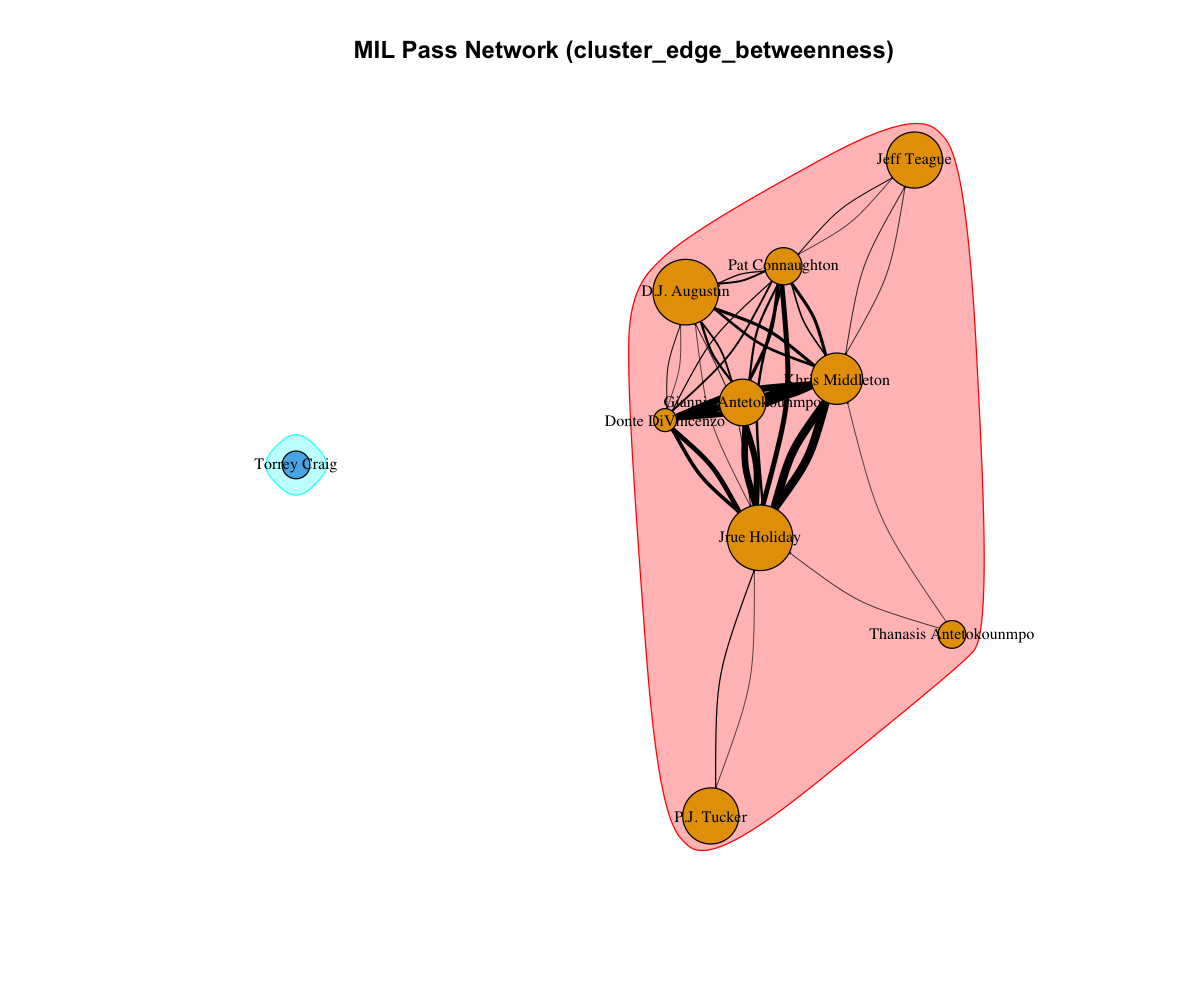 MIL Pass Network (cluster_edge_betweenness)
Jeff Teague
Pat Connaughton
D.J. Augustin
Khris Middleton
Giannis Antetokounmpo
Donte DiVincenzo
Torrey Craig
Jrue Holiday
Thanasis Antetokounmpo
P.J. Tucker